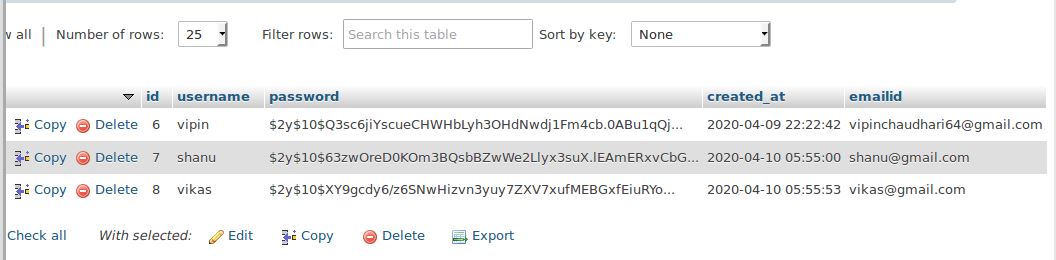 w all | Number of rows: 25 Filter rows: Search this table Sort by key: None
id username password created_at emailid
Copy Delete 6 vipin $2y$10$Q3sc6jiYscueCHWHbLyh3OHdNwdj1Fm4cb.0ABu1qQj... 2020-04-09 22:22:42 vipinchaudhari64@gmail.com
Copy Delete 7 shanu $2y$10$63zwOreD0KOm3BQsbBZwWe2Llyx3suX.lEAmERxvCbG... 2020-04-10 05:55:00 shanu@gmail.com
Copy Delete 8 vikas $2y$10$XY9gcdy6/z6SNwHizvn3yuy7ZXV7xufMEBGxfEiuRYo... 2020-04-10 05:55:53 vikas@gmail.com
Check all With selected: Edit Copy Delete Export